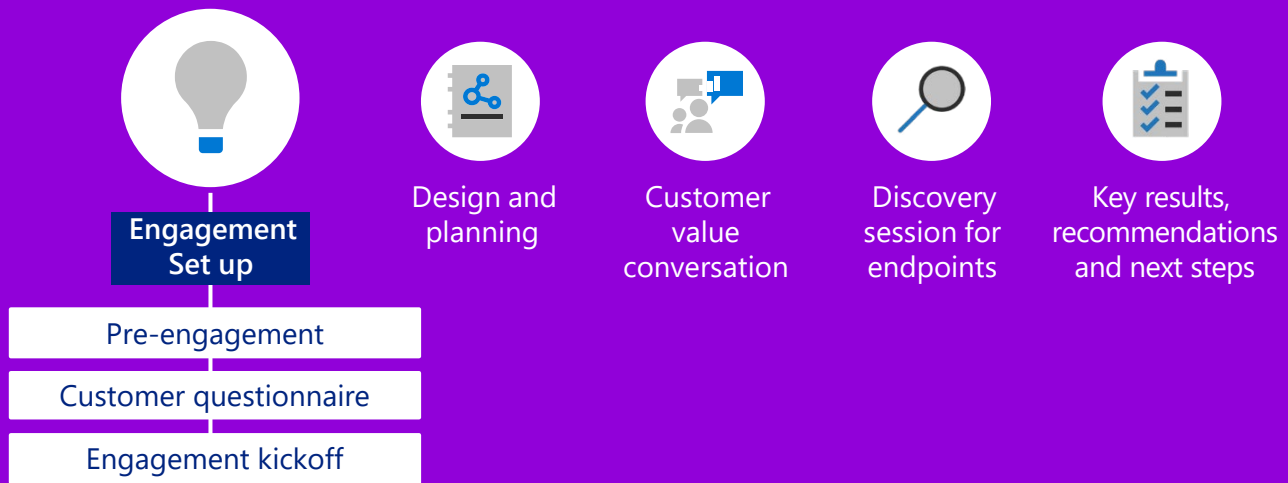 Engagement
Set up
Pre-engagement
Customer questionnaire
Engagement kickoff
Design and
planning
Customer
value
conversation
Discovery
session for
endpoints
Key results,
recommendations
and next steps